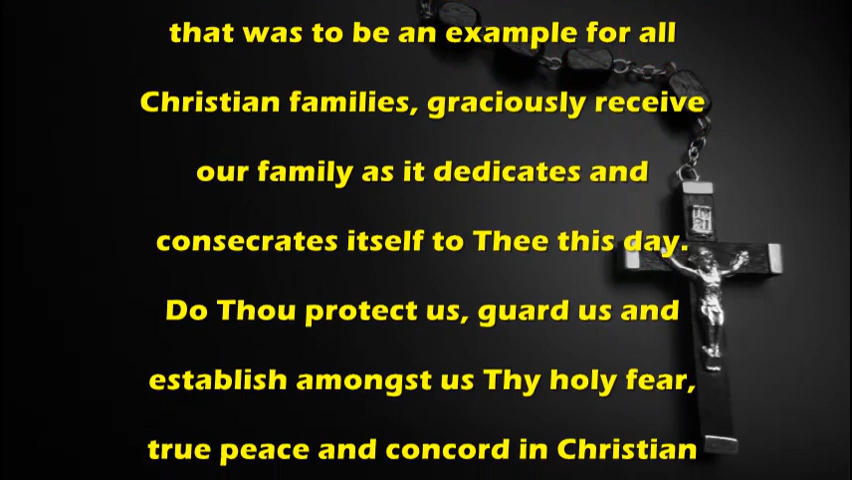 that was to be an example for all
Christian families, graciously receive
our family as it dedicates and
consecrates itself to Thee this day.
Do Thou protect us, guard us and
establish amongst us Thy holy fear,
true peace and concord in Christian